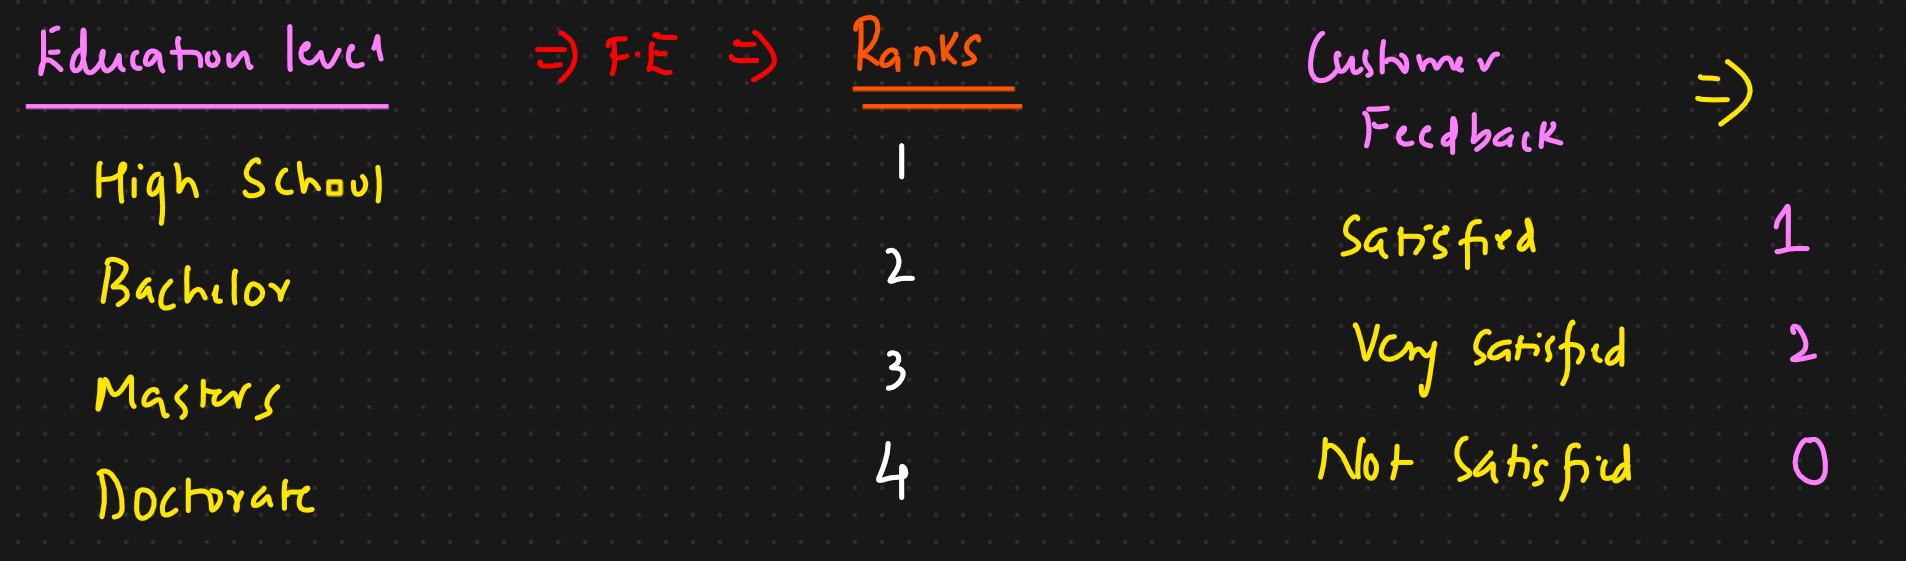 Education level => F.E => Ranks
High School 1
Bachelor 2
Masters 3
Doctorate 4
Customer =>
Feedback
Satisfied 1
Very Satisfied 2
Not Satisfied 0